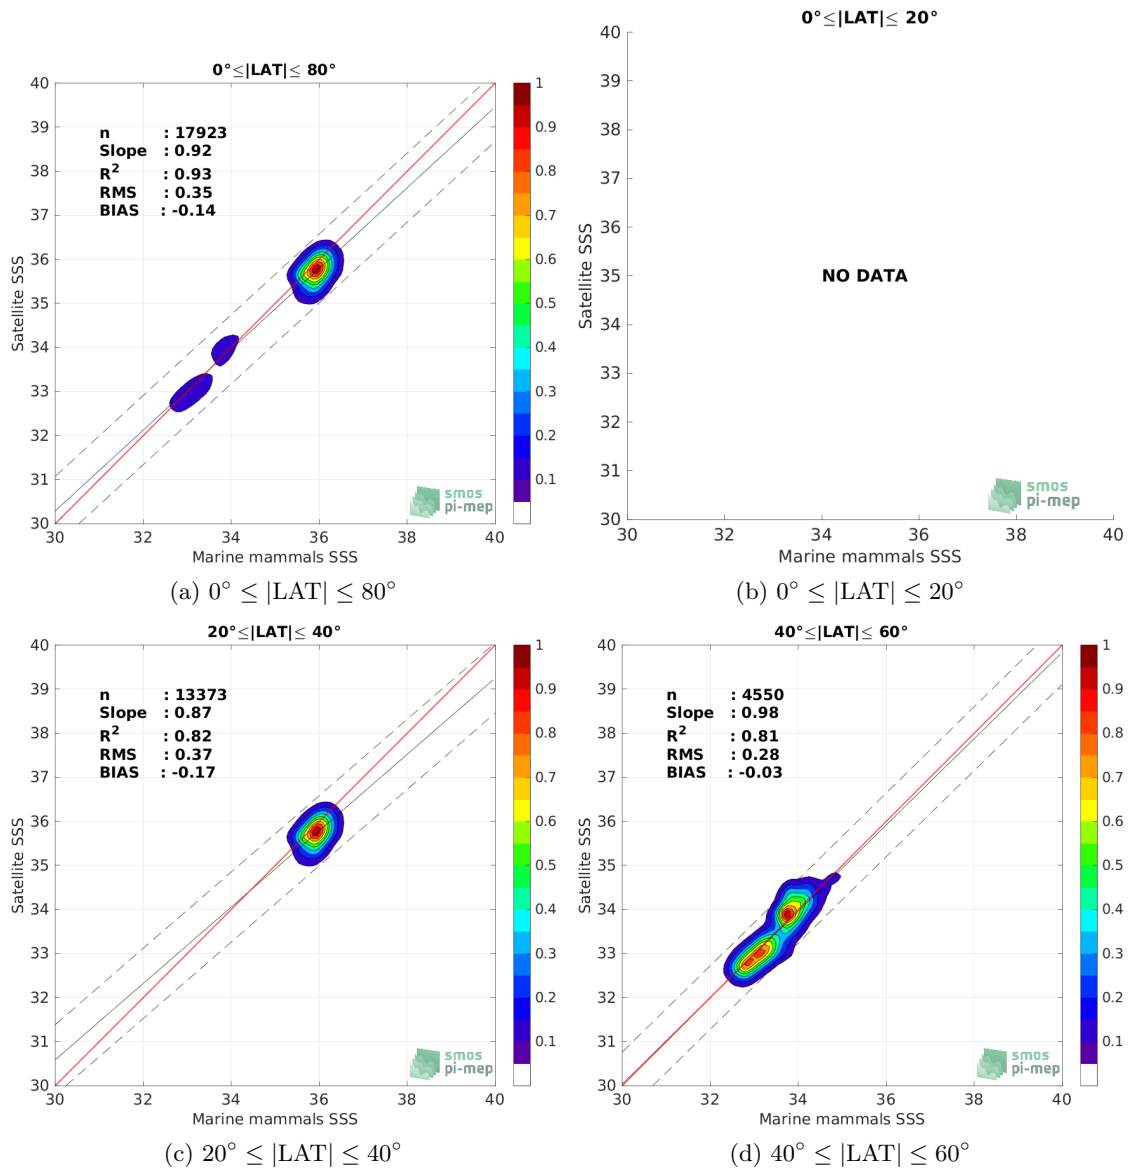 0°≤|LAT|≤ 80°
40
39
38
37
36
35
34
33
32
31
30
Satellite SSS
n : 17923
Slope : 0.92
R² : 0.93
RMS : 0.35
BIAS : -0.14
smos
pi-mep
30 32 34 36 38 40
Marine mammals SSS
1
0.9
0.8
0.7
0.6
0.5
0.4
0.3
0.2
0.1
(a) 0° ≤ |LAT| ≤ 80°
0°≤|LAT|≤ 20°
40
39
38
37
36
35
34
33
32
31
30
Satellite SSS
NO DATA
smos
pi-mep
30 32 34 36 38 40
Marine mammals SSS
(b) 0° ≤ |LAT| ≤ 20°
20°≤|LAT|≤ 40°
40
39
38
37
36
35
34
33
32
31
30
Satellite SSS
n : 13373
Slope : 0.87
R² : 0.82
RMS : 0.37
BIAS : -0.17
smos
pi-mep
30 32 34 36 38 40
Marine mammals SSS
1
0.9
0.8
0.7
0.6
0.5
0.4
0.3
0.2
0.1
(c) 20° ≤ |LAT| ≤ 40°
40°≤|LAT|≤ 60°
40
39
38
37
36
35
34
33
32
31
30
Satellite SSS
n : 4550
Slope : 0.98
R² : 0.81
RMS : 0.28
BIAS : -0.03
smos
pi-mep
30 32 34 36 38 40
Marine mammals SSS
1
0.9
0.8
0.7
0.6
0.5
0.4
0.3
0.2
0.1
(d) 40° ≤ |LAT| ≤ 60°